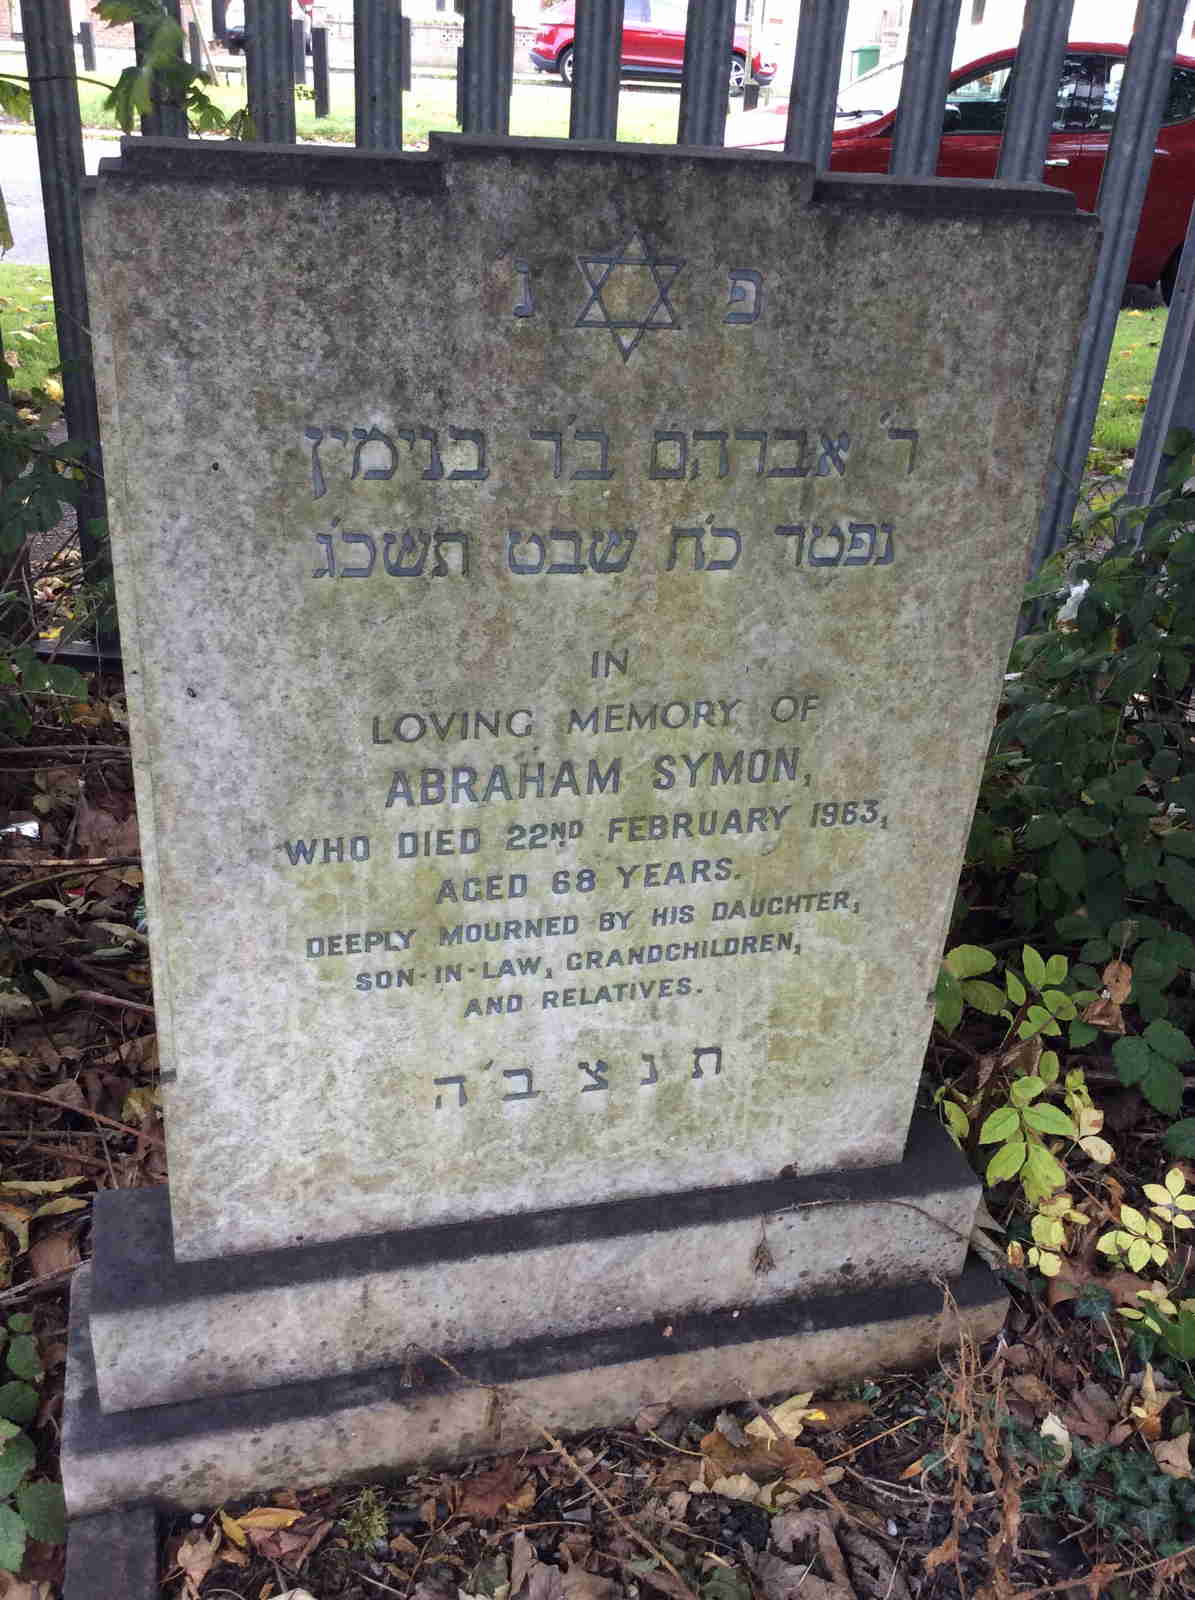 פ נ׳
ר׳ אברהם ב׳ר בנימין
נפטר כ׳ח שבט תשכ׳ג
IN
LOVING MEMORY OF
ABRAHAM SYMON,
WHO DIED 22ND FEBRUARY 1963,
AGED 68 YEARS.
DEEPLY MOURNED BY HIS DAUGHTER,
SON-IN-LAW, GRANDCHILDREN,
AND RELATIVES.
ת נ צ ב׳ ה